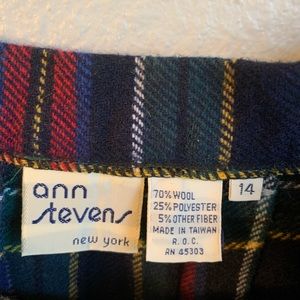 ann
stevens
new york
70% WOOL
25% POLYESTER
5% OTHER FIBER
MADE IN TAIWAN
R.O.C.
RN 45303
14